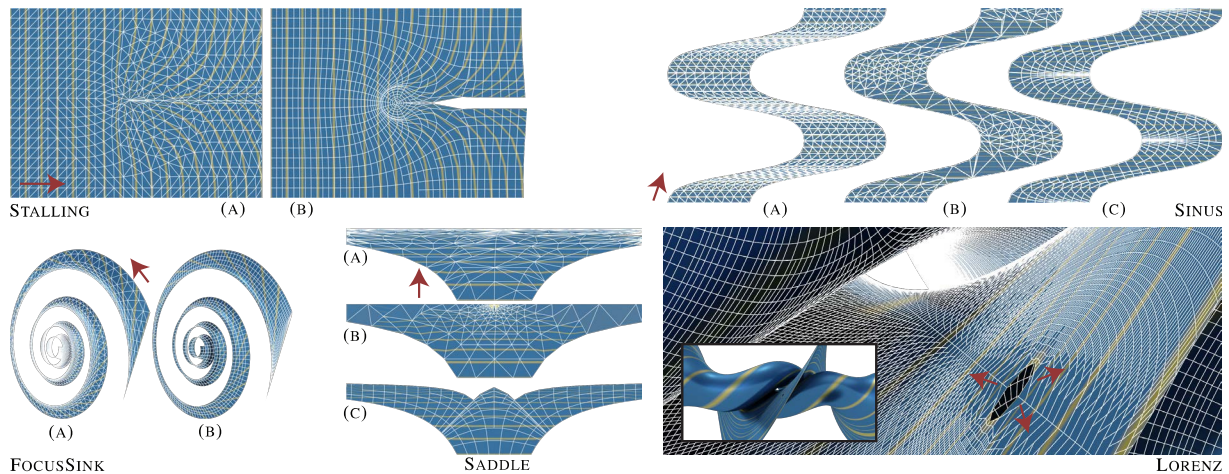 (A)
(B)
STALLING
(A)
(B)
(C)
SINUS
(A)
(B)
FOCUSSINK
(A)
(B)
(C)
SADDLE
LORENZ